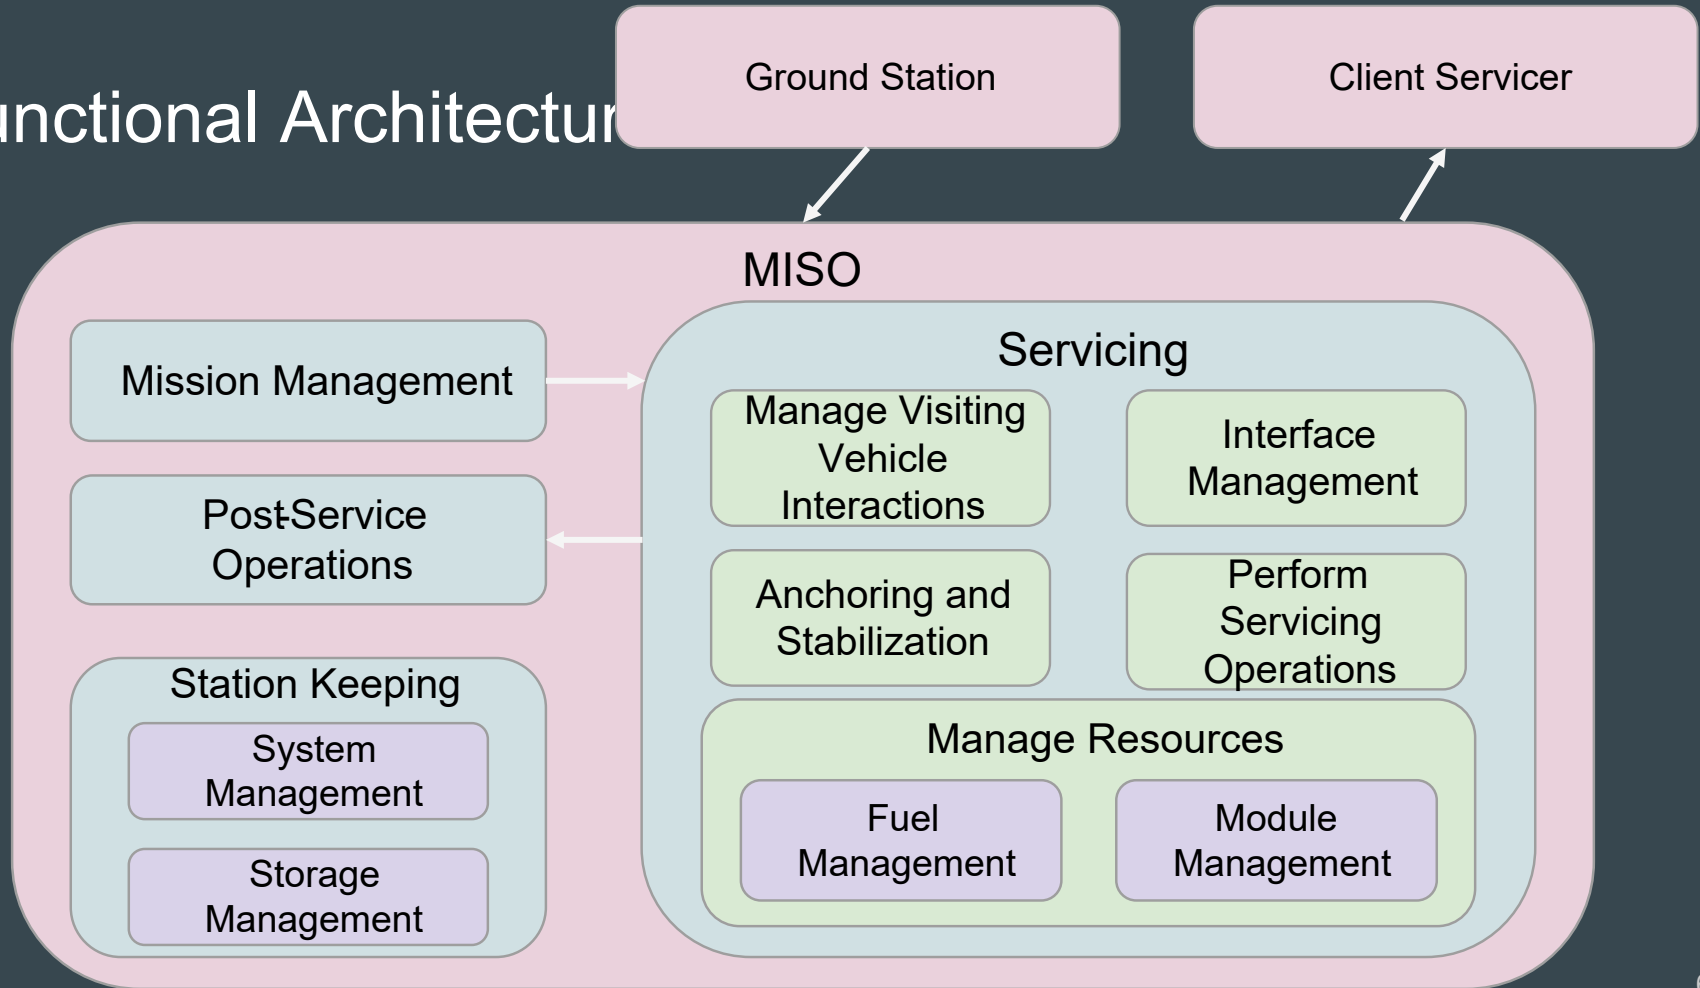 Ground Station
Client Servicer
unctional Architectur
MISO
Mission Management
Post-Service
Operations
Station Keeping
System
Management
Storage
Management
Servicing
Manage Visiting
Vehicle
Interactions
Interface
Management
Anchoring and
Stabilization
Perform
Servicing
Operations
Manage Resources
Fuel
Management
Module
Management